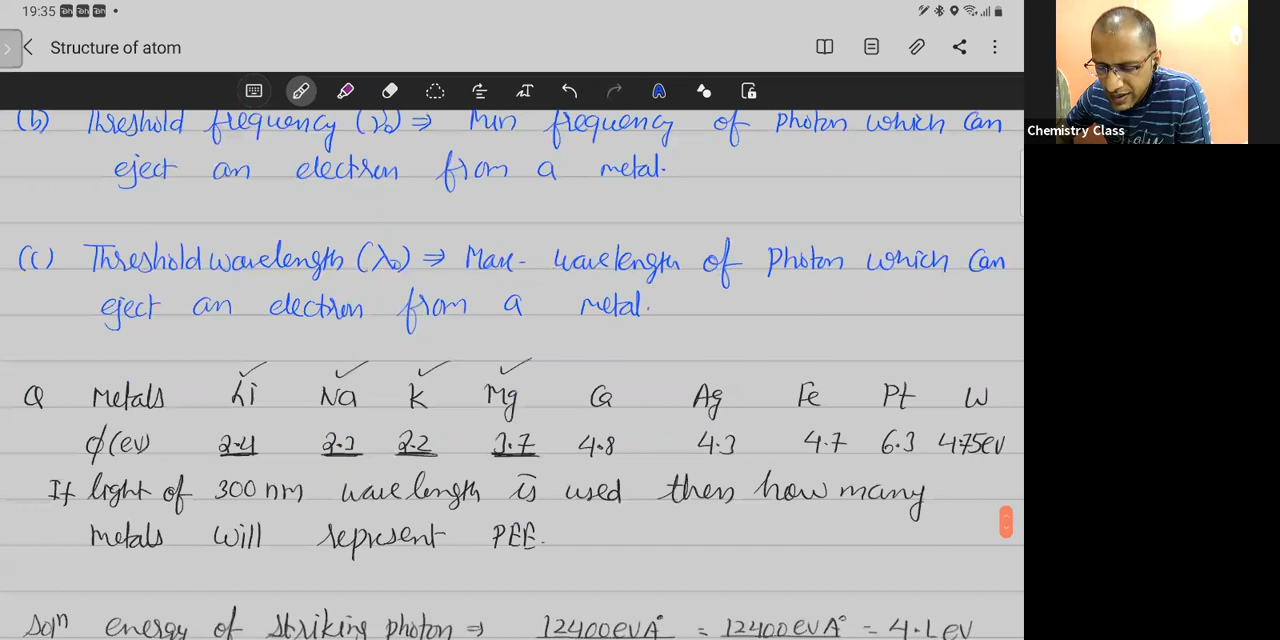 19:35
Structure of atom
Chemistry Class
(b) Threshold frequency (ν₀) ⇒ Min frequency of photon which can
eject an electron from a metal.
(c) Threshold wavelength (λ₀) ⇒ Max- wavelength of photon which can
eject an electron from a metal.
Q Metals Li Na K Mg Ag Fe Pt W
ϕ(ev) 2.4 2.3 2.2 3.7 4.8 4.3 4.7 6.3 4.75eV
If light of 300 nm wavelength is used then how many
metals will represent PEE.
Solⁿ energy of striking photon ⇒ 12400eVA° = 12400eVA° = 4.1eV